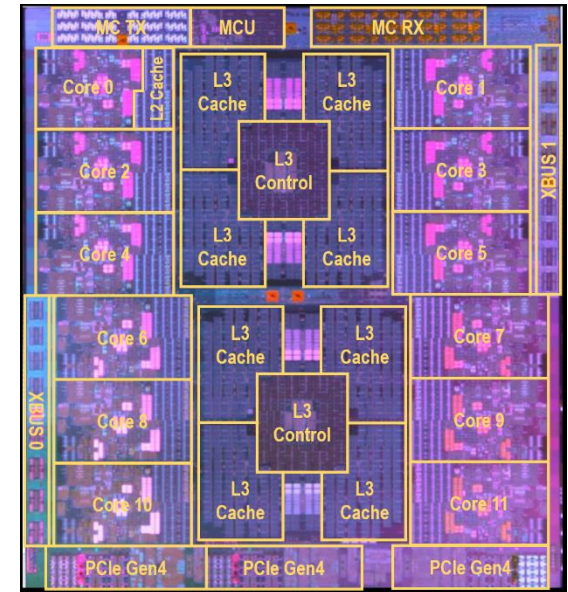 MC TX
MCU
MC RX
Core 0
L2 Cache
L3
Cache
L3
Cache
Core 1
XBUS 1
Core 2
L3
Control
Core 3
Core 4
L3
Cache
L3
Cache
Core 5
Core 6
L3
Cache
L3
Cache
Core 7
XBUS 0
Core 8
L3
Control
Core 9
Core 10
L3
Cache
L3
Cache
Core 11
PCIe Gen4
PCIe Gen4
PCIe Gen4